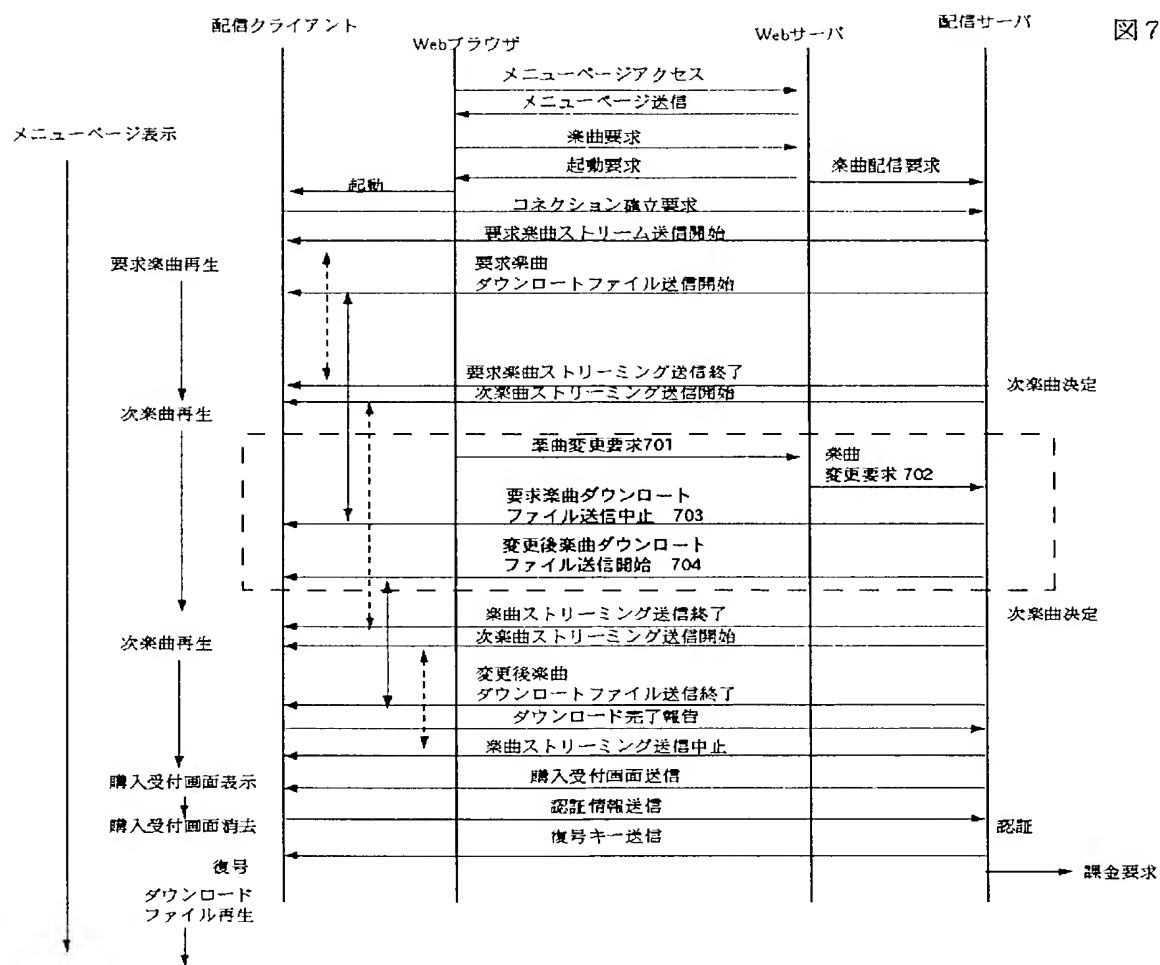 図7
配信クライアント
Webブラウザ
Webサーバ
配信サーバ
メニューページアクセス
メニューページ送信
メニューページ表示
楽曲要求
起動要求
楽曲配信要求
起動
コネクション確立要求
要求楽曲ストリーム送信開始
要求楽曲再生
要求楽曲
ダウンロートファイル送信開始
要求楽曲ストリーミング送信終了
次楽曲決定
次楽曲ストリーミング送信開始
次楽曲再生
楽曲変更要求701
楽曲
変更要求 702
要求楽曲ダウンロート
ファイル送信中止 703
変更後楽曲ダウンロート
ファイル送信開始 704
楽曲ストリーミング送信終了
次楽曲決定
次楽曲ストリーミング送信開始
次楽曲再生
変更後楽曲
ダウンロートファイル送信終了
ダウンロード完了報告
楽曲ストリーミング送信中止
購入受付画面送信
購入受付画面表示
認証情報送信
購入受付画面消去
認証
復号キー送信
復号
課金要求
ダウンロード
ファイル再生